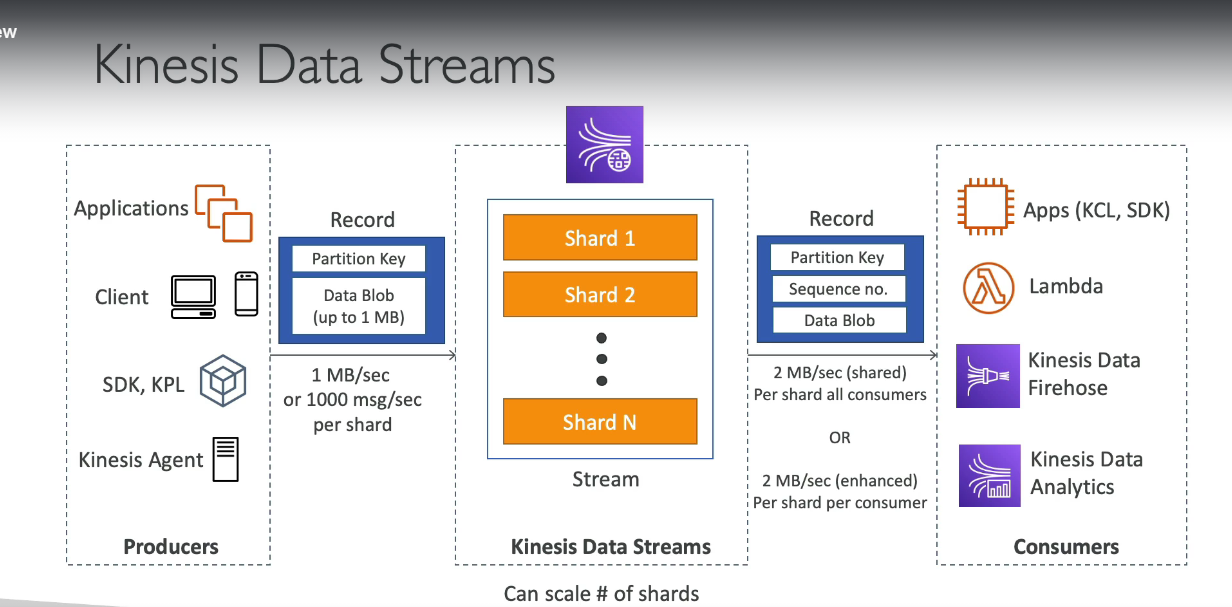 ew
Kinesis Data Streams
Applications
Client
SDK, KPL
Kinesis Agent
Producers
Record
Partition Key
Data Blob
(up to 1 MB)
1 MB/sec
or 1000 msg/sec
per shard
Shard 1
Shard 2
Shard N
Stream
Kinesis Data Streams
Can scale # of shards
Record
Partition Key
Sequence no.
Data Blob
2 MB/sec (shared)
Per shard all consumers
OR
2 MB/sec (enhanced)
Per shard per consumer
Apps (KCL, SDK)
Lambda
Kinesis Data
Firehose
Kinesis Data
Analytics
Consumers